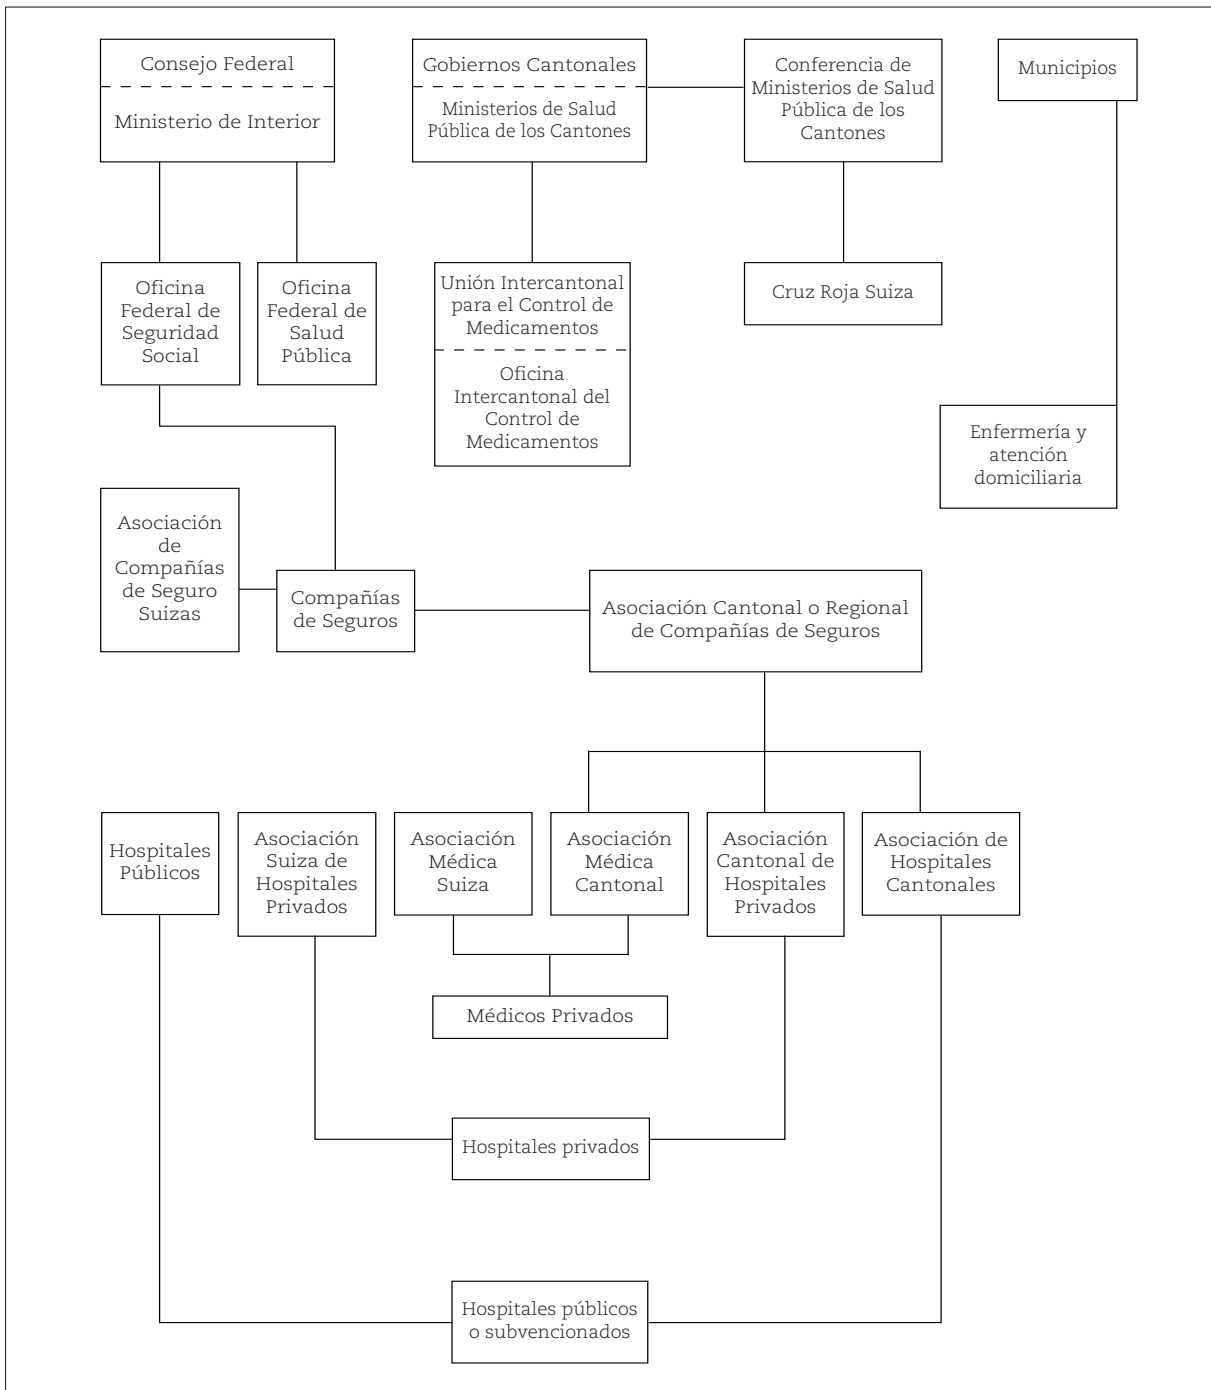 Consejo Federal
Ministerio de Interior
Gobiernos Cantonales
Ministerios de Salud
Pública de los Cantones
Conferencia de
Ministerios de Salud
Pública de los
Cantones
Municipios
Oficina
Federal de
Seguridad
Social
Oficina
Federal de
Salud
Pública
Unión Intercantonal
para el Control de
Medicamentos
Oficina
Intercantonal del
Control de
Medicamentos
Cruz Roja Suiza
Enfermería y
atención
domiciliaria
Asociación
de
Compañías
de Seguro
Suizas
Compañías
de Seguros
Asociación Cantonal o Regional
de Compañías de Seguros
Hospitales
Públicos
Asociación
Suiza de
Hospitales
Privados
Asociación
Médica
Suiza
Asociación
Médica
Cantonal
Asociación
Cantonal de
Hospitales
Privados
Asociación de
Hospitales
Cantonales
Médicos Privados
Hospitales privados
Hospitales públicos
o subvencionados